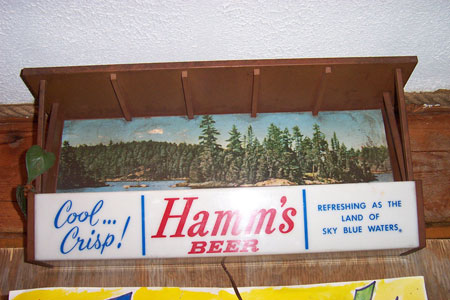 Cool...
Crisp!
Hamm's
BEER
REFRESHING AS THE
LAND OF
SKY BLUE WATERS®